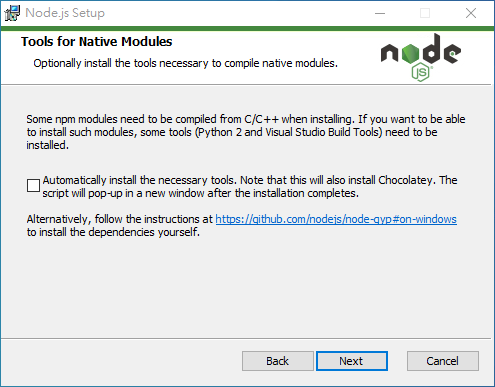 Node.js Setup
Tools for Native Modules
Optionally install the tools necessary to compile native modules.
node
JS
Some npm modules need to be compiled from C/C++ when installing. If you want to be able
to install such modules, some tools (Python 2 and Visual Studio Build Tools) need to be
installed.
Automatically install the necessary tools. Note that this will also install Chocolatey. The
script will pop-up in a new window after the installation completes.
Alternatively, follow the instructions at https://github.com/nodejs/node-gyp#on-windows
to install the dependencies yourself.
Back
Next
Cancel